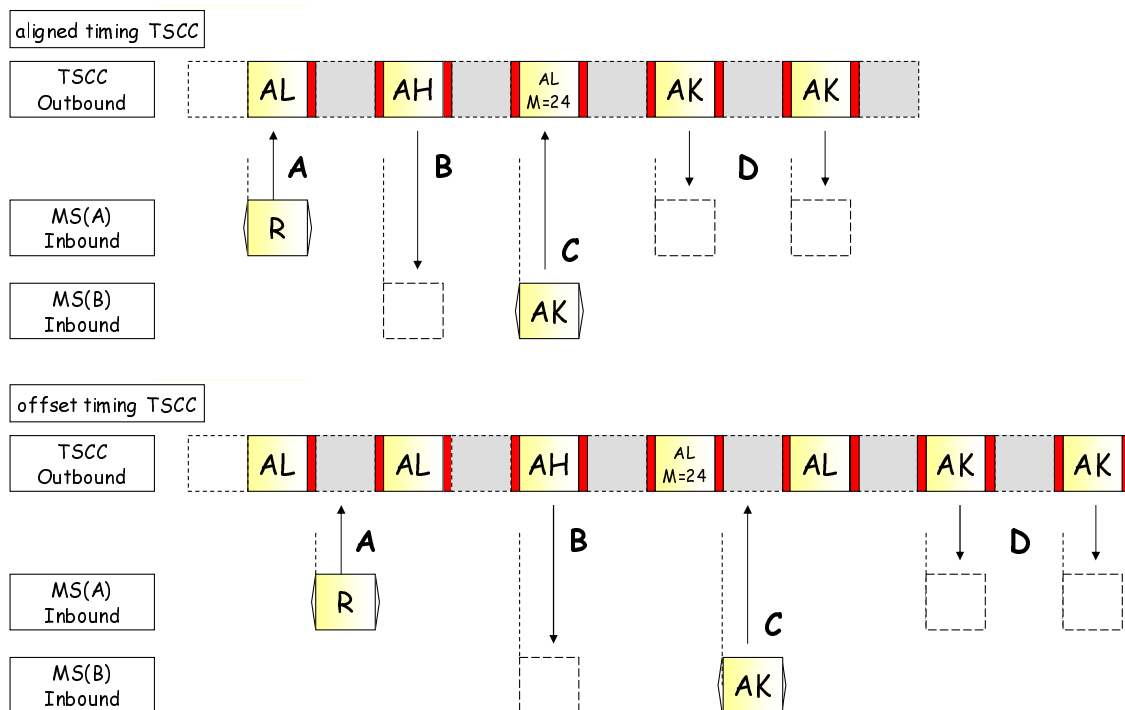 aligned timing TSCC
TSCC
Outbound
AL
AH
AL
M=24
AK
AK
A
B
D
MS(A)
Inbound
R
C
MS(B)
Inbound
AK
offset timing TSCC
TSCC
Outbound
AL
AL
AH
AL
M=24
AL
AK
AK
A
B
D
MS(A)
Inbound
R
C
MS(B)
Inbound
AK